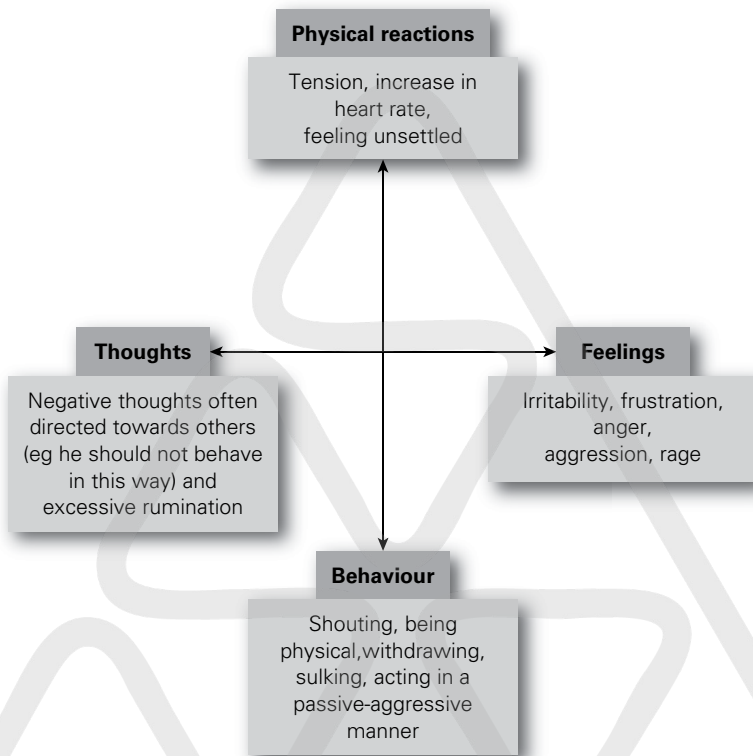 Physical reactions
Tension, increase in
heart rate,
feeling unsettled
Thoughts
Negative thoughts often
directed towards others
(eg he should not behave
in this way) and
excessive rumination
Feelings
Irritability, frustration,
anger,
aggression, rage
Behaviour
Shouting, being
physical,withdrawing,
sulking, acting in a
passive-aggressive
manner